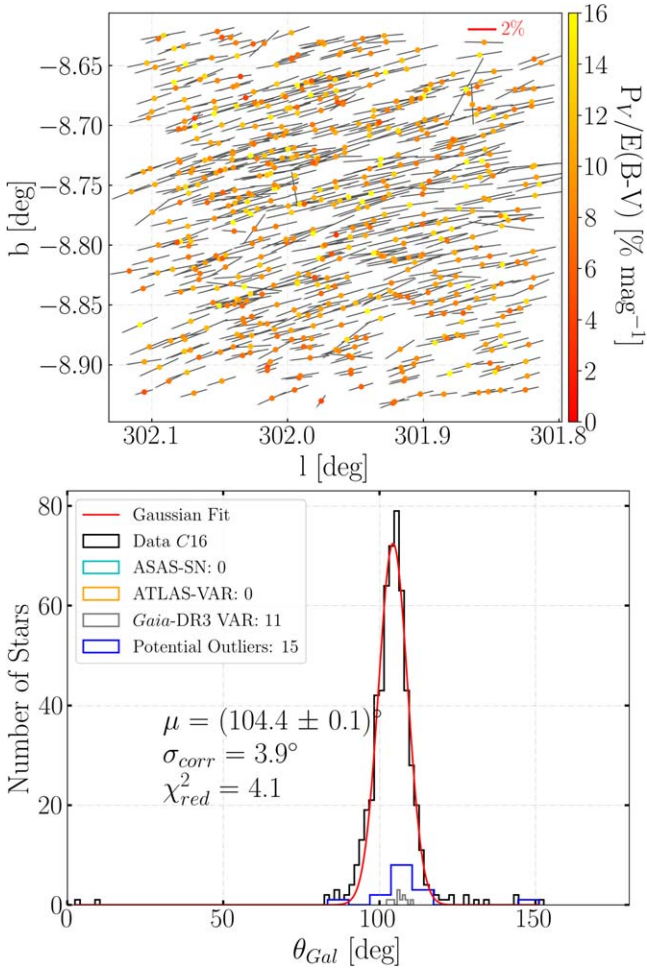 2%
−8.65
−8.70
−8.75
−8.80
−8.85
−8.90
b [deg]
302.1 302.0 301.9 301.8
l [deg]
16
14
12
10
8
6
4
2
0
P_V/E(B-V) [% mag⁻¹]
80
60
40
20
0
Number of Stars
Gaussian Fit
Data C16
ASAS-SN: 0
ATLAS-VAR: 0
Gaia-DR3 VAR: 11
Potential Outliers: 15
μ = (104.4 ± 0.1)°
σ_corr = 3.9°
χ²_red = 4.1
0 50 100 150
θ_Gal [deg]